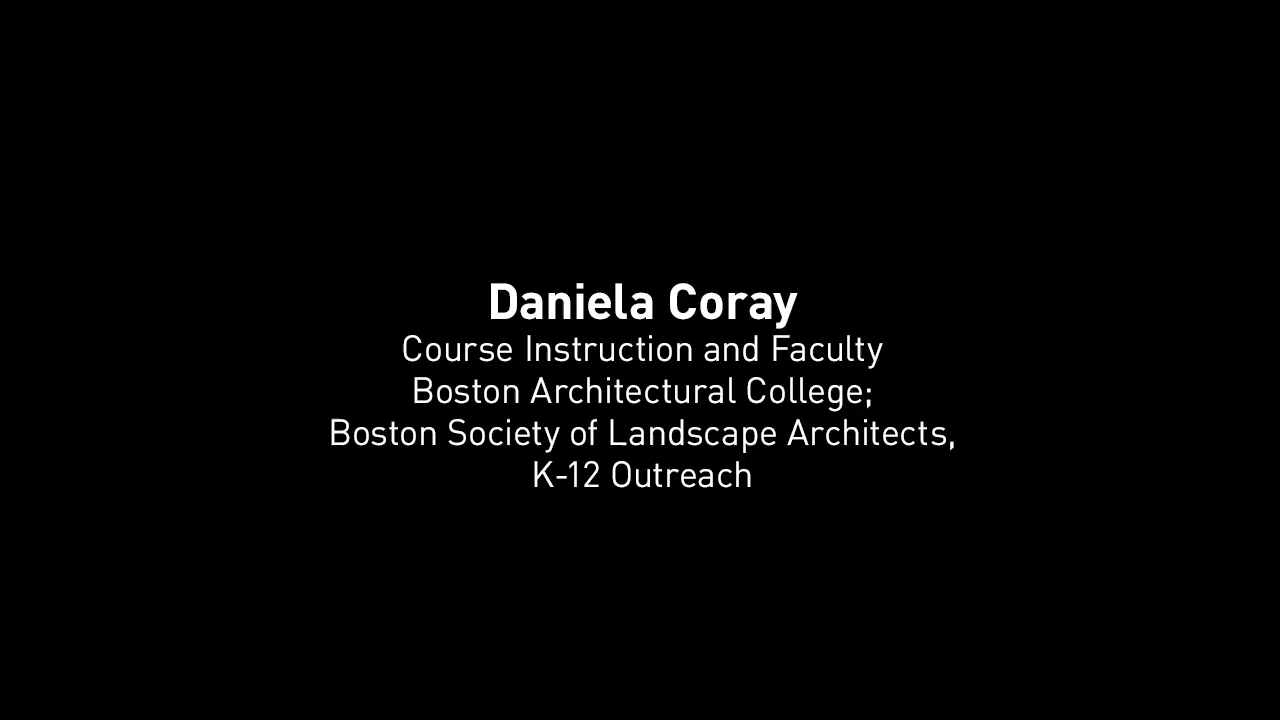 Daniela Coray
Course Instruction and Faculty
Boston Architectural College;
Boston Society of Landscape Architects,
K-12 Outreach